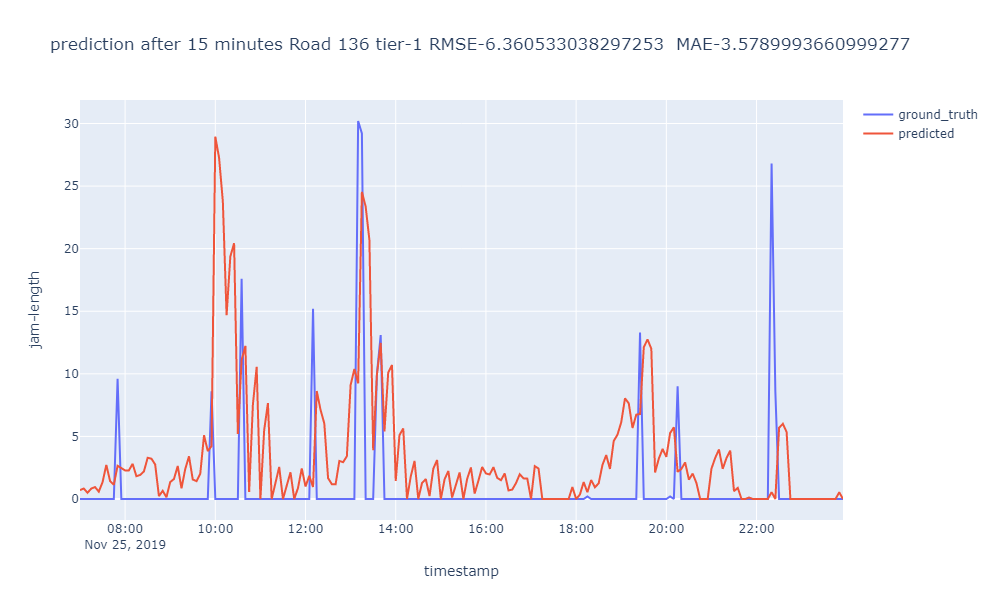 prediction after 15 minutes Road 136 tier-1 RMSE-6.360533038297253 MAE-3.5789993660999277
ground_truth
predicted
30
25
20
15
10
5
0
jam-length
08:00 10:00 12:00 14:00 16:00 18:00 20:00 22:00
Nov 25, 2019
timestamp